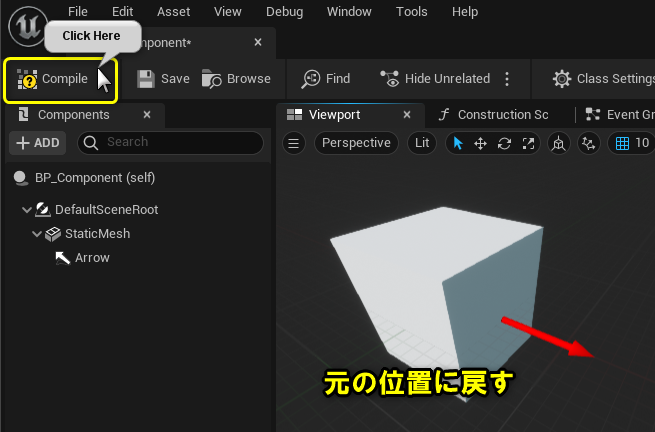 File Edit Asset View Debug Window Tools Help
Click Here
mponent*
Compile Save Browse Find Hide Unrelated Class Settings
Components Viewport Construction Sc Event Gr
ADD Search Perspective Lit 10
BP_Component (self)
DefaultSceneRoot
StaticMesh
Arrow
元の位置に戻す